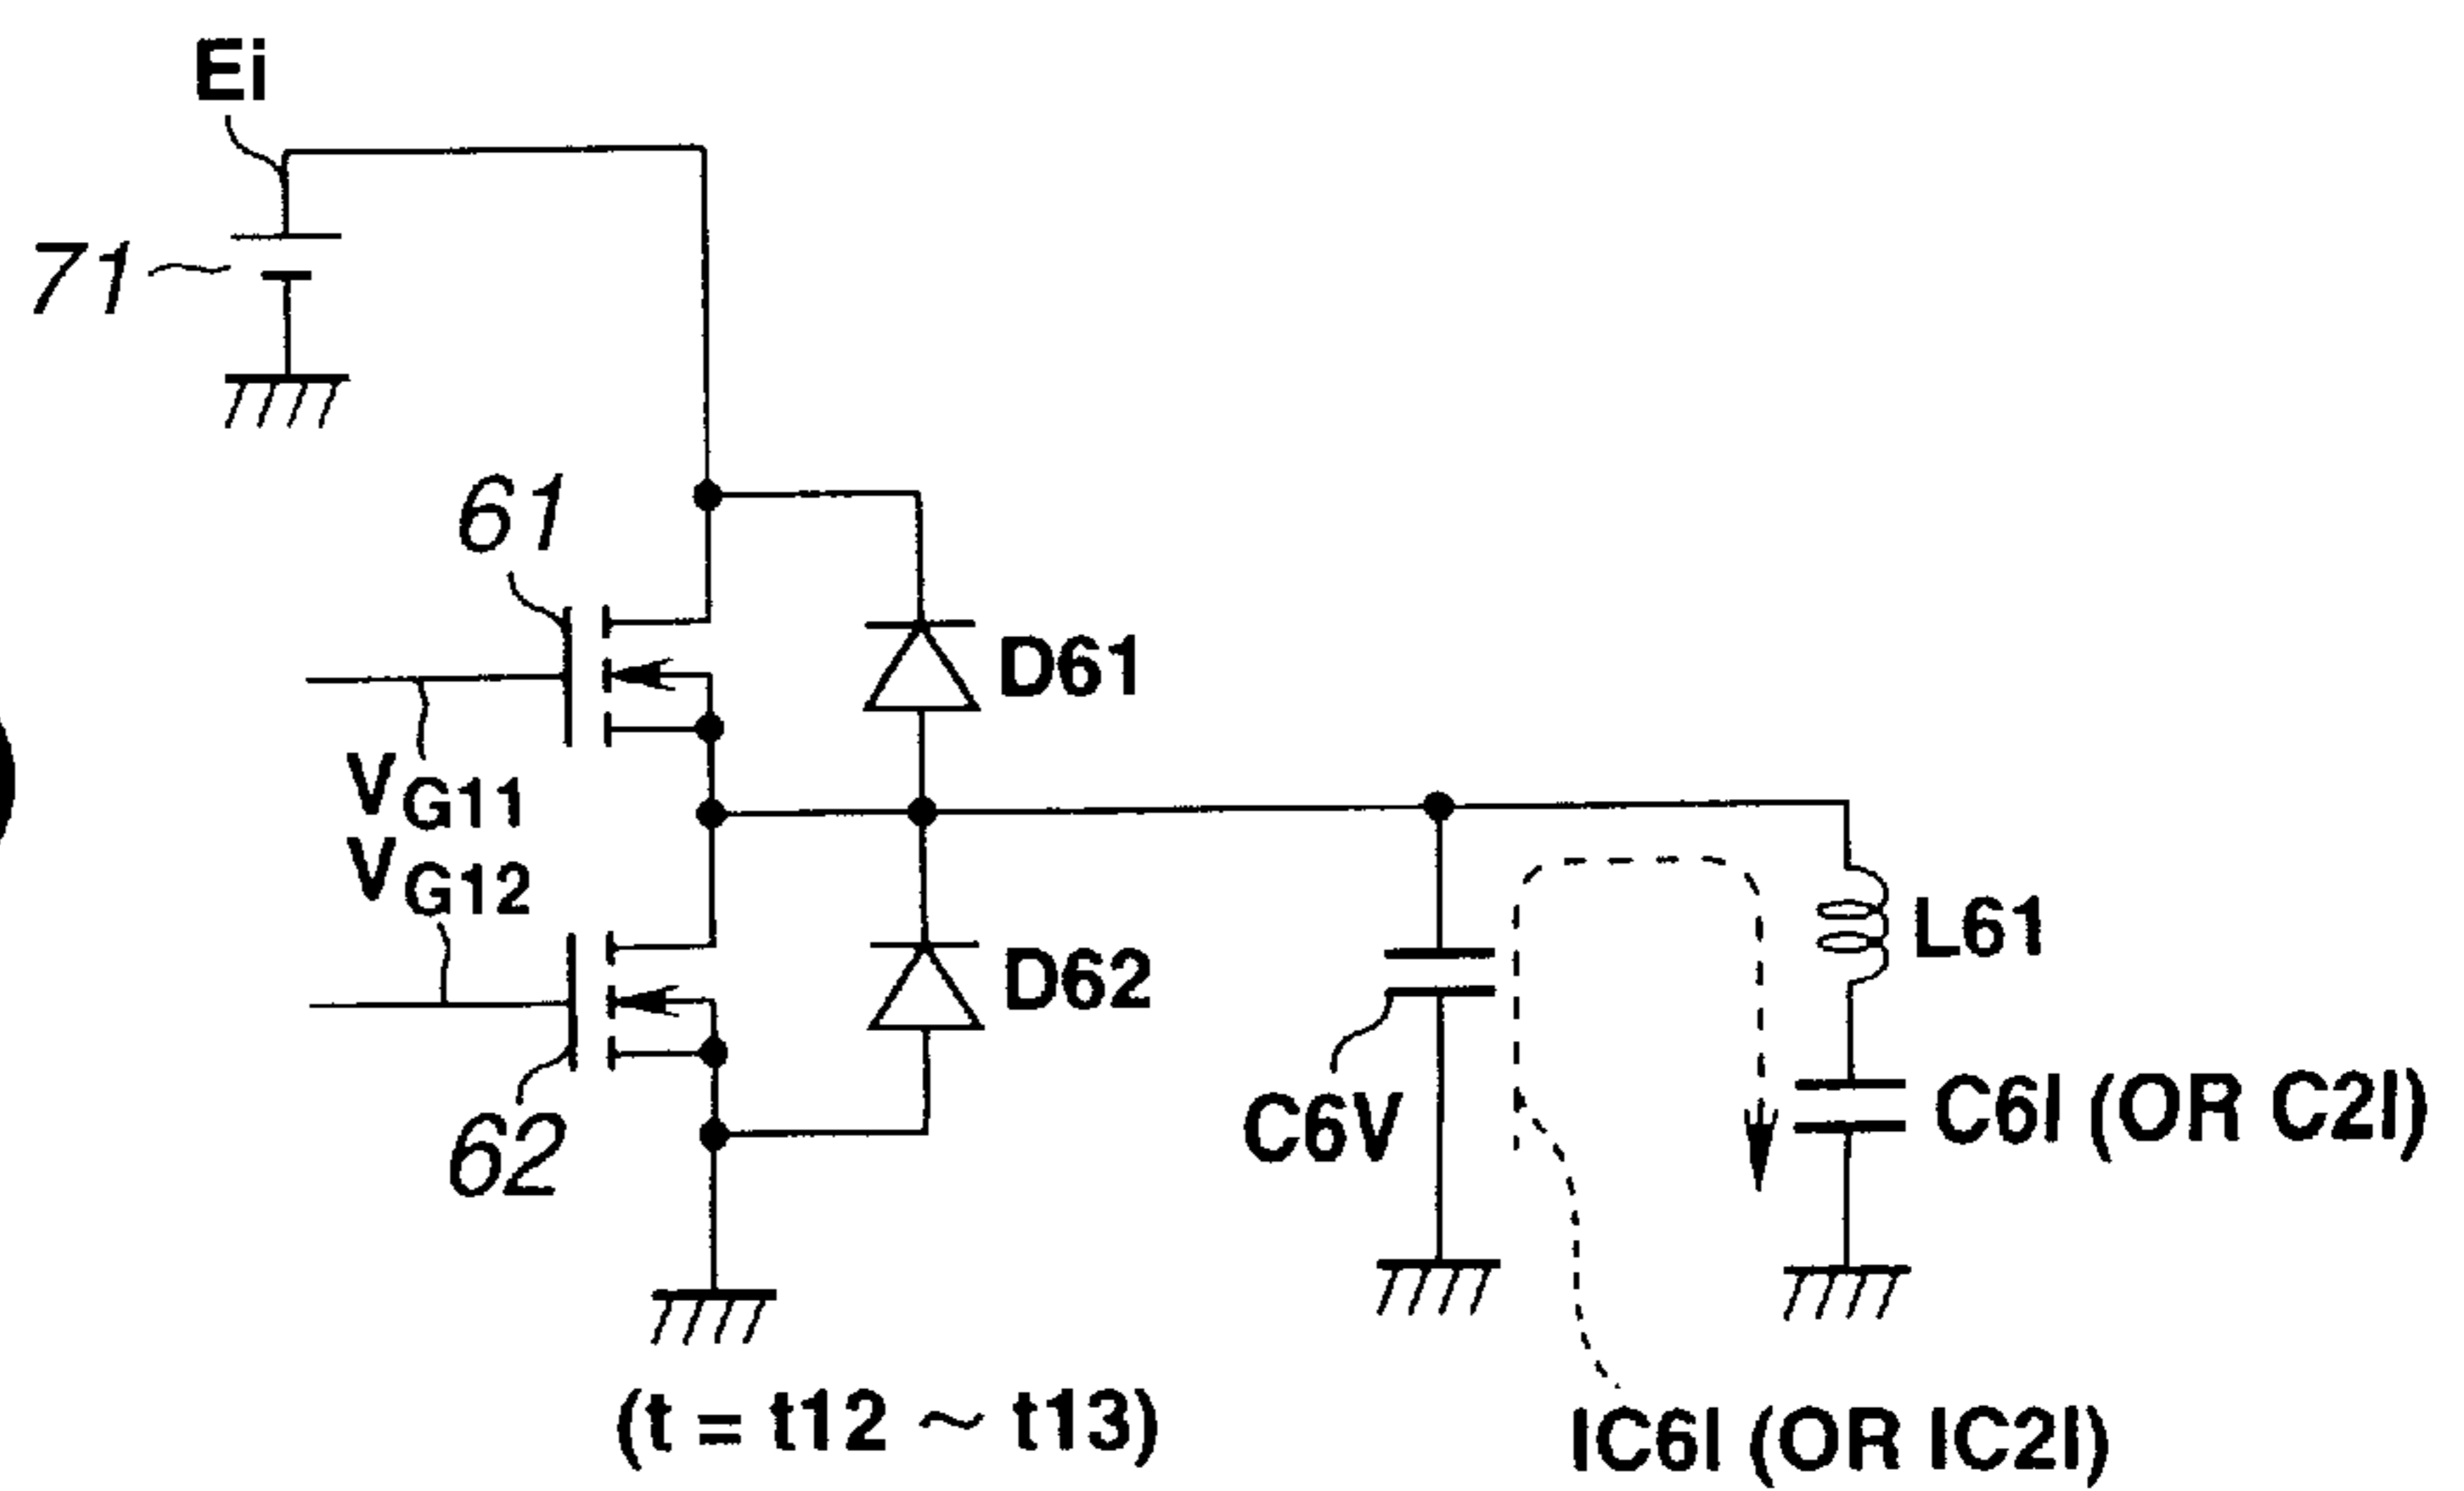 Ei
71
61
D61
VG11
VG12
L61
D62
C6V
C6I (OR C2I)
62
(t = t12 ~ t13)
IC6I (OR IC2I)